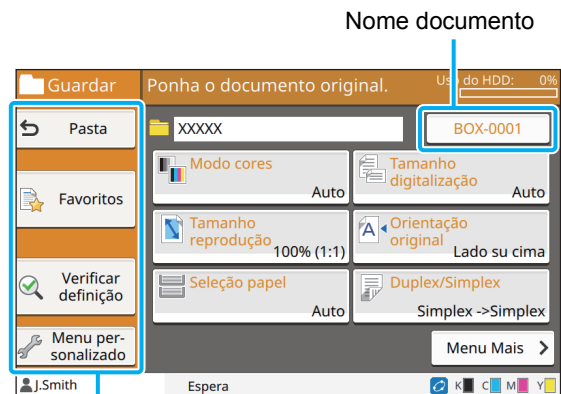 Nome documento
Guardar
Ponha o documento original.
Uso do HDD: 0%
Pasta
XXXXX
BOX-0001
Favoritos
Modo cores
Auto
Tamanho
digitalização
Auto
Tamanho
reprodução
100% (1:1)
Orientação
original
Lado su cima
Verificar
definição
Seleção papel
Auto
Duplex/Simplex
Simplex ->Simplex
Menu per-
sonalizado
Menu Mais
J.Smith
Espera
K C M Y